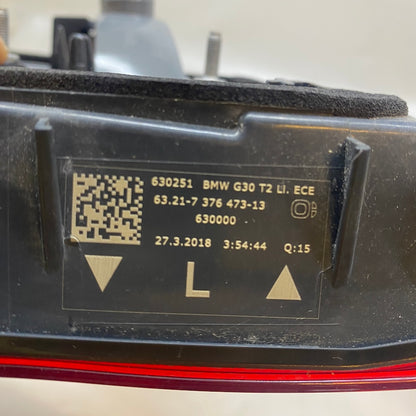 630251 BMW G30 T2 LI. ECE
63.21-7 376 473-13
630000
27.3.2018 3:54:44 Q:15
L